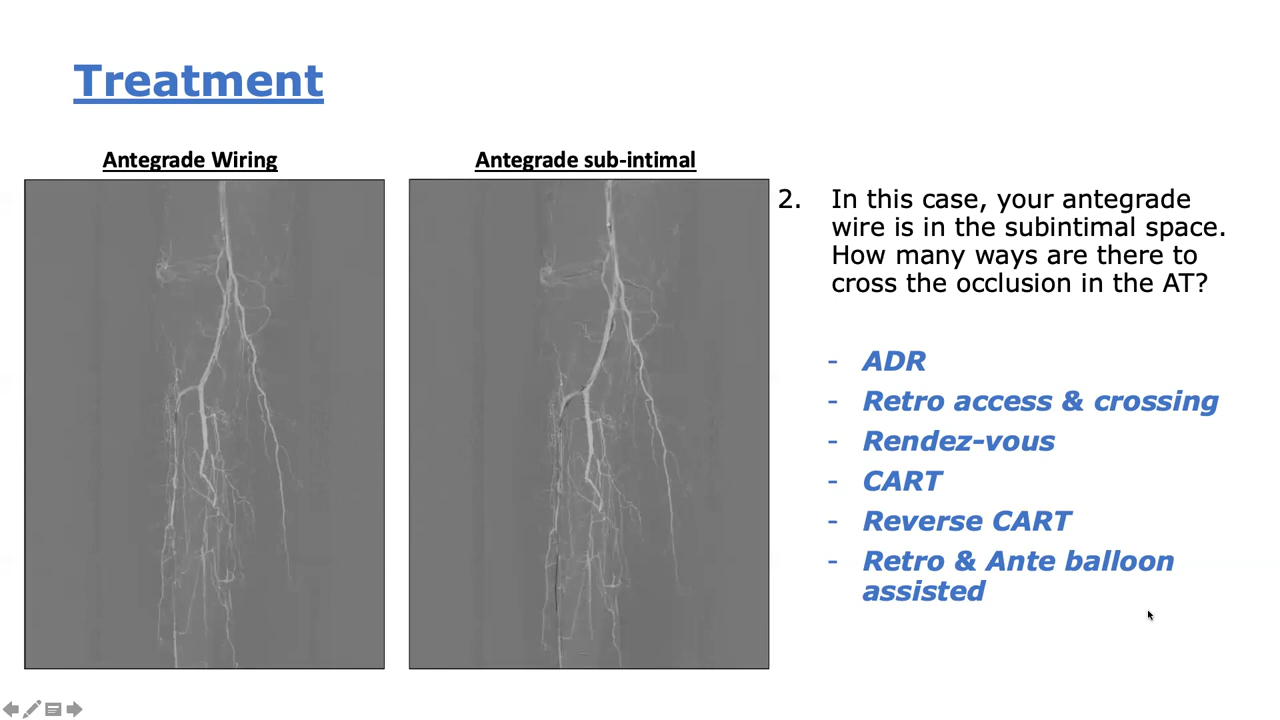 Treatment
Antegrade Wiring
Antegrade sub-intimal
2. In this case, your antegrade
wire is in the subintimal space.
How many ways are there to
cross the occlusion in the AT?
- ADR
- Retro access & crossing
- Rendez-vous
- CART
- Reverse CART
- Retro & Ante balloon
assisted